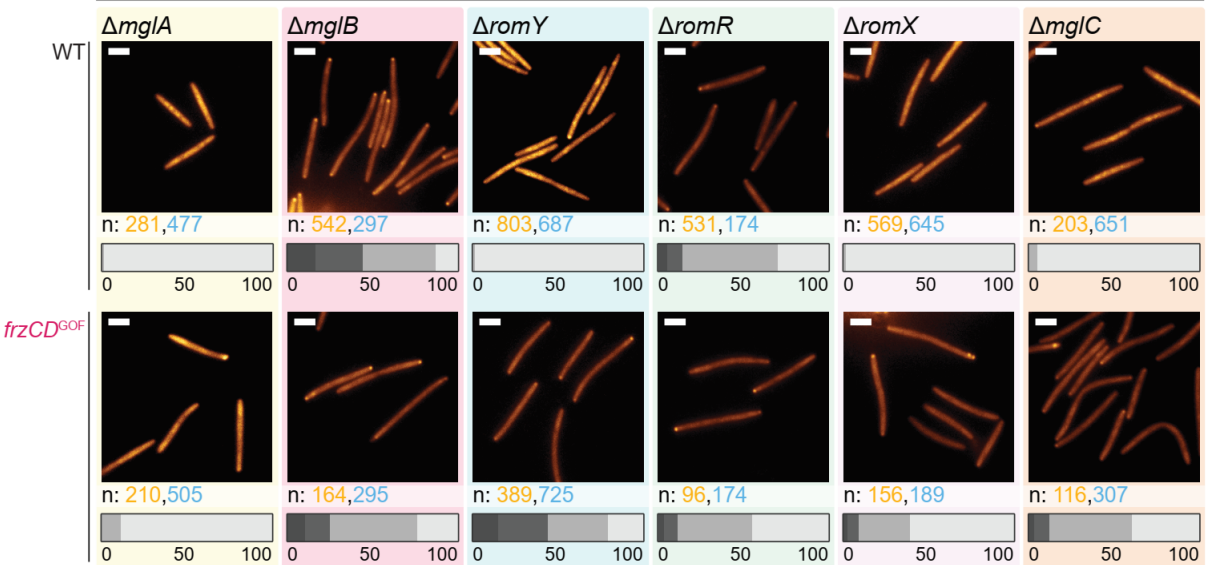 ΔmglA ΔmglB ΔromY ΔromR ΔromX ΔmglC
WT
n: 281,477 n: 542,297 n: 803,687 n: 531,174 n: 569,645 n: 203,651
0 50 100 0 50 100 0 50 100 0 50 100 0 50 100 0 50 100
frzCDᴳᴼᶠ
n: 210,505 n: 164,295 n: 389,725 n: 96,174 n: 156,189 n: 116,307
0 50 100 0 50 100 0 50 100 0 50 100 0 50 100 0 50 100